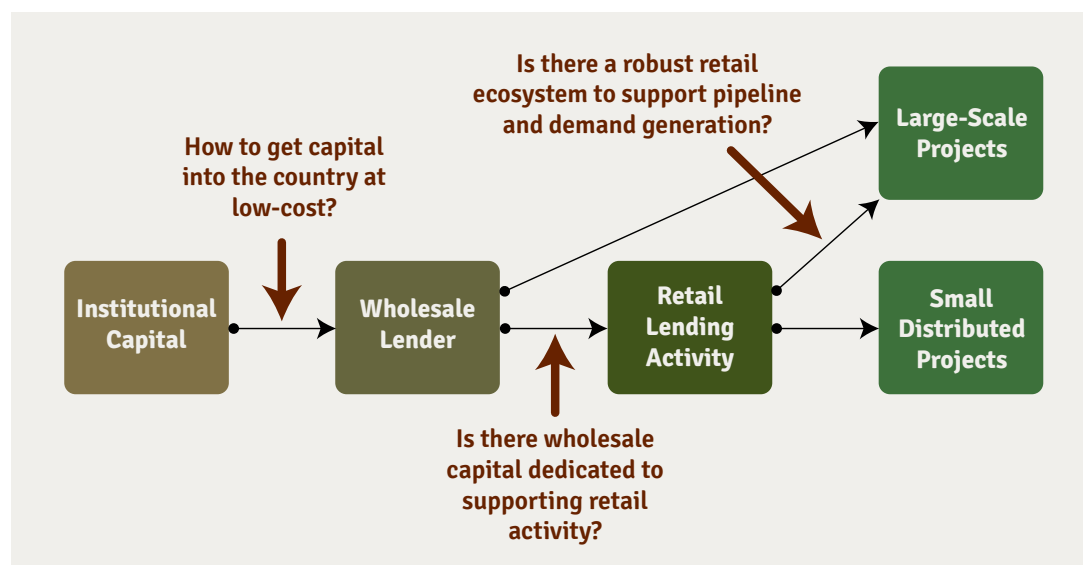 Is there a robust retail
ecosystem to support pipeline
and demand generation?
Large-Scale
Projects
How to get capital
into the country at
low-cost?
Institutional
Capital
Wholesale
Lender
Retail
Lending
Activity
Small
Distributed
Projects
Is there wholesale
capital dedicated to
supporting retail
activity?